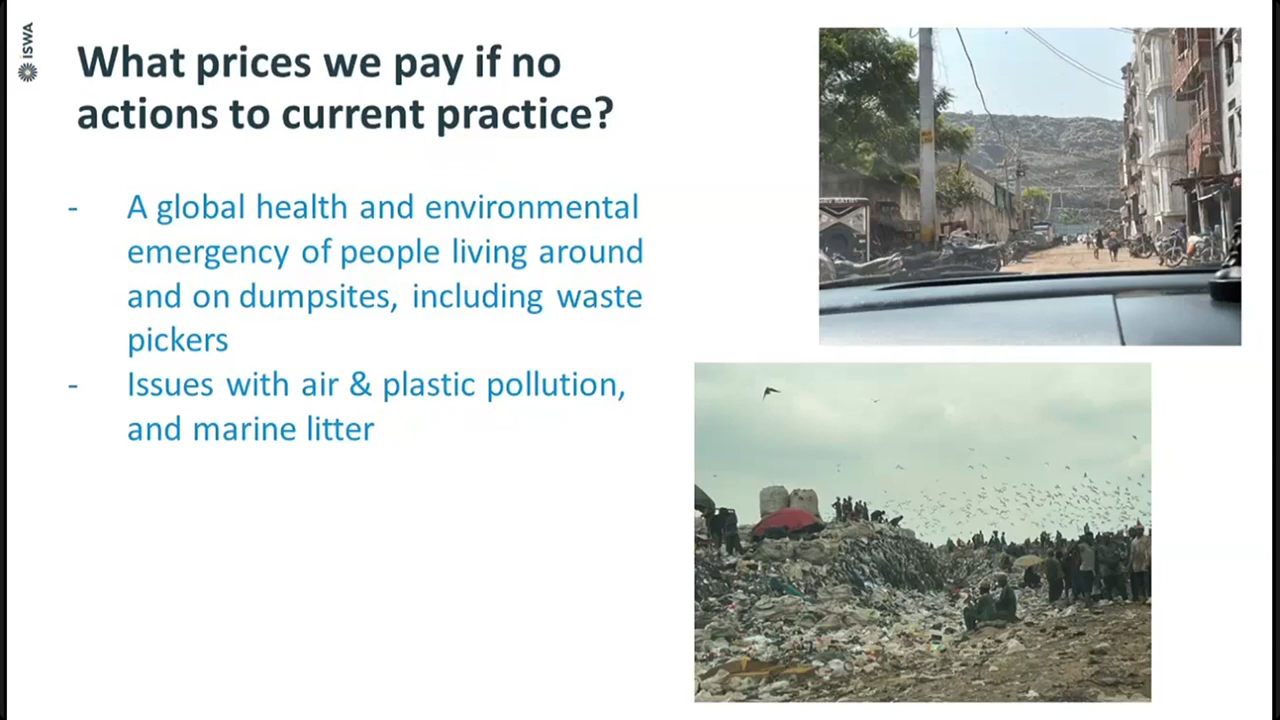 ISWA
What prices we pay if no
actions to current practice?
- A global health and environmental
emergency of people living around
and on dumpsites, including waste
pickers
- Issues with air & plastic pollution,
and marine litter